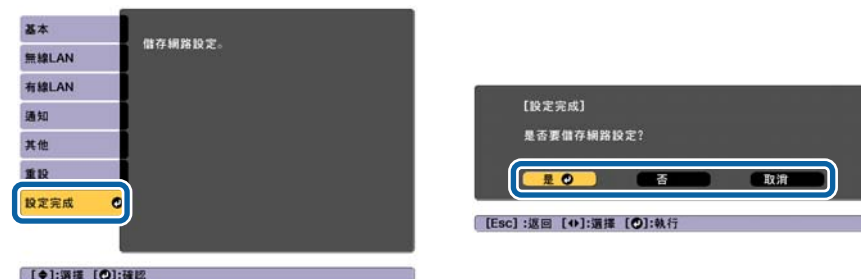 基本
無線LAN
有線LAN
通知
其他
重設
設定完成
儲存網路設定。
[◆]:選擇 [↵]:確認
[設定完成]
是否要儲存網路設定?
是 ↵ 否 取消
[Esc] :返回 [◂▸]:選擇 [↵]:執行